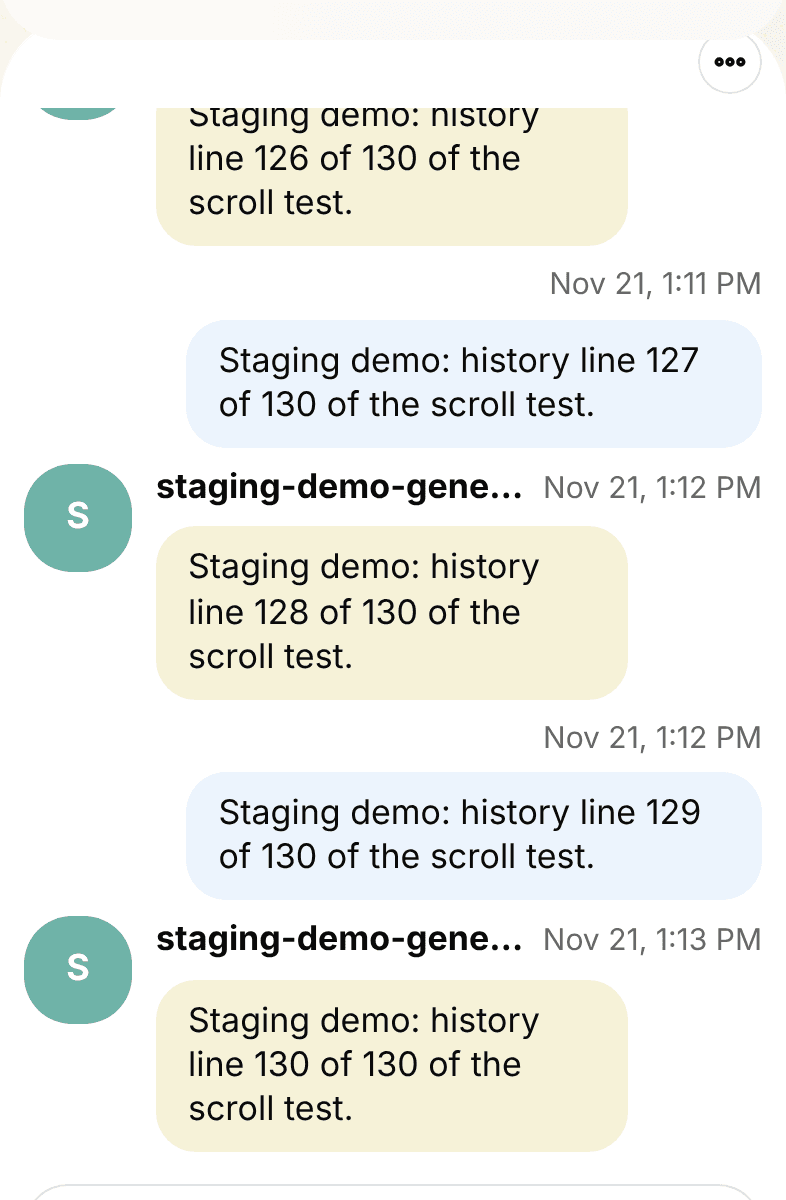 Staging demo: history
line 126 of 130 of the
scroll test.
Nov 21, 1:11 PM
Staging demo: history line 127
of 130 of the scroll test.
S
staging-demo-gene... Nov 21, 1:12 PM
Staging demo: history
line 128 of 130 of the
scroll test.
Nov 21, 1:12 PM
Staging demo: history line 129
of 130 of the scroll test.
S
staging-demo-gene... Nov 21, 1:13 PM
Staging demo: history
line 130 of 130 of the
scroll test.